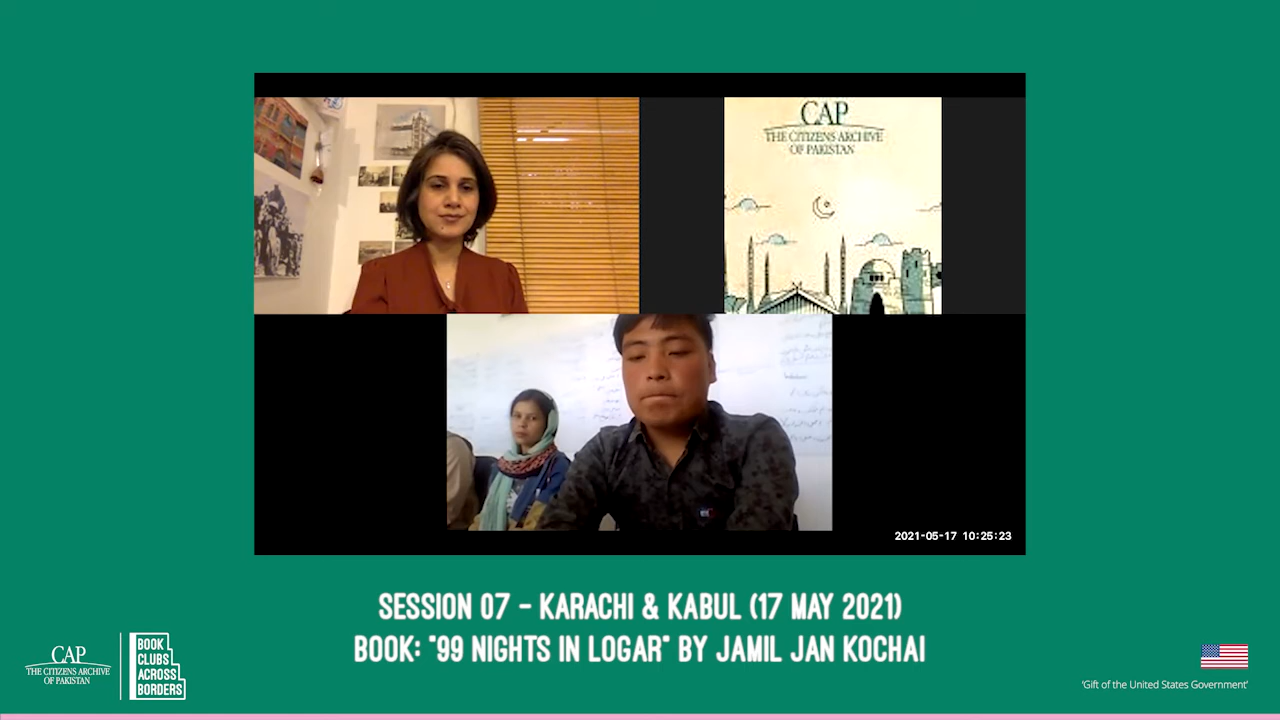 CAP
THE CITIZENS ARCHIVE
OF PAKISTAN
2021-05-17 10:25:23
SESSION 07 - KARACHI & KABUL (17 MAY 2021)
BOOK: "99 NIGHTS IN LOGAR" BY JAMIL JAN KOCHAI
CAP
THE CITIZENS ARCHIVE
OF PAKISTAN
BOOK
CLUBS
ACROSS
BORDERS
'Gift of the United States Government'